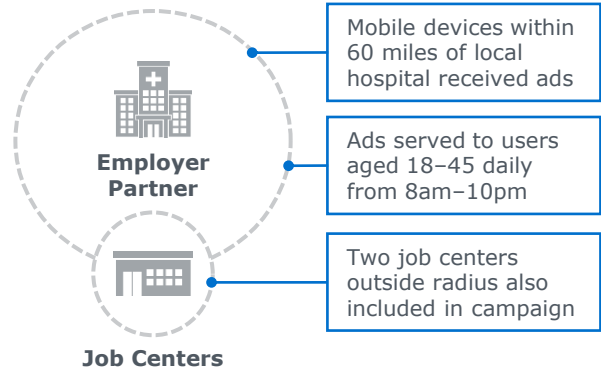 Mobile devices within
60 miles of local
hospital received ads
Employer
Partner
Ads served to users
aged 18–45 daily
from 8am–10pm
Two job centers
outside radius also
included in campaign
Job Centers